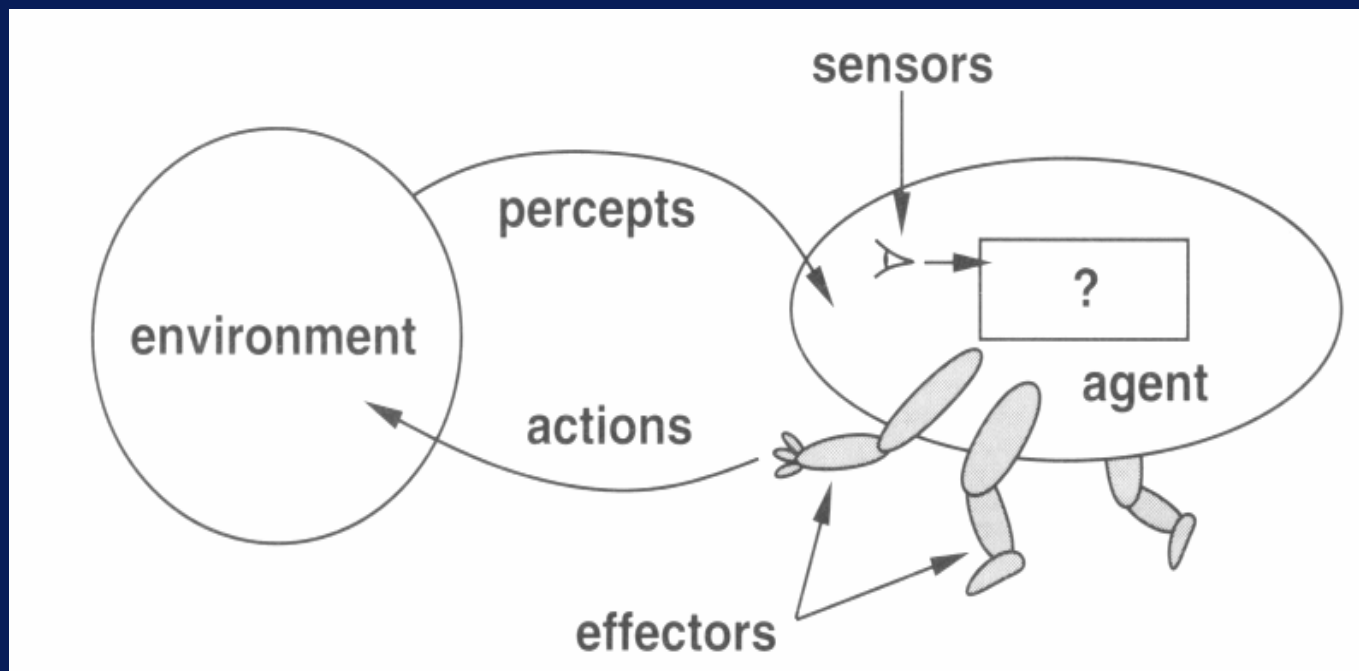 sensors
percepts
?
environment
agent
actions
effectors